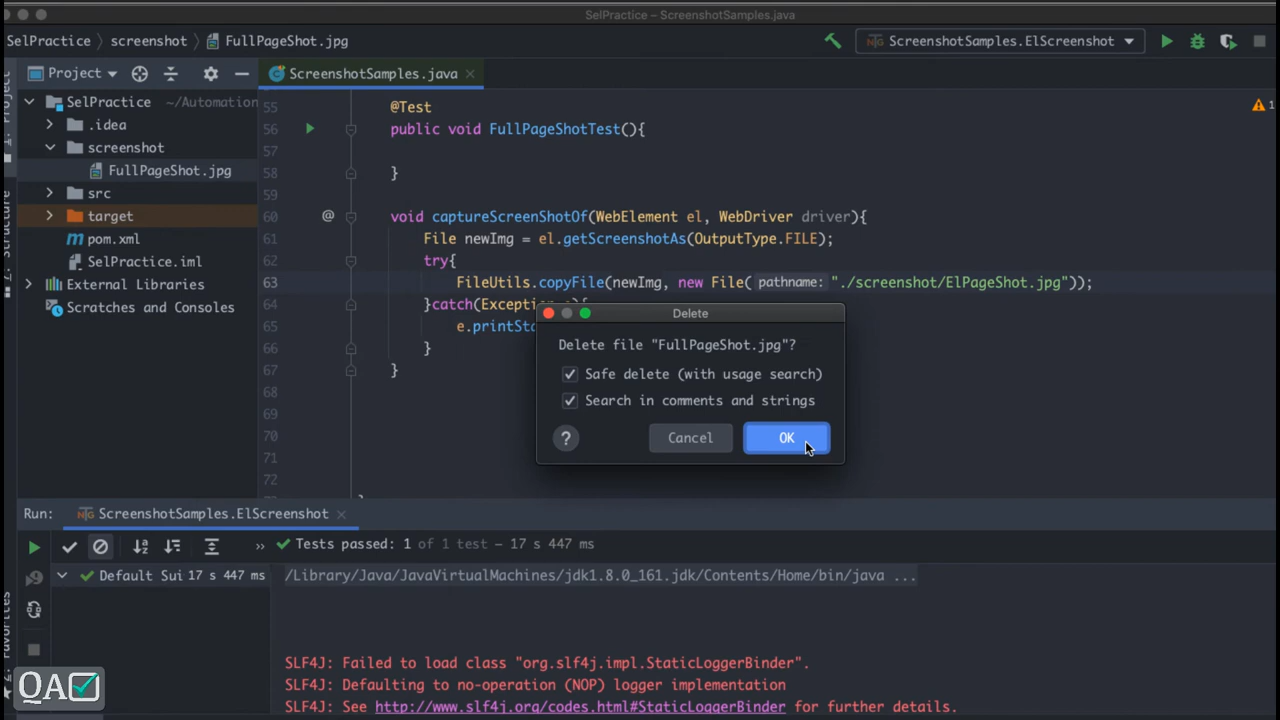 SelPractice – ScreenshotSamples.java
SelPractice
screenshot
FullPageShot.jpg
ScreenshotSamples.ElScreenshot
Project
ScreenshotSamples.java
SelPractice ~/Automation
.idea
screenshot
FullPageShot.jpg
src
target
pom.xml
SelPractice.iml
External Libraries
Scratches and Consoles
1: Project
Structure
Favorites
1
55 @Test
56 public void FullPageShotTest(){
57
58 }
59
60 @ void captureScreenShotOf(WebElement el, WebDriver driver){
61 File newImg = el.getScreenshotAs(OutputType.FILE);
62 try{
63 FileUtils.copyFile(newImg, new File( pathname: "./screenshot/ElPageShot.jpg"));
64 }catch(Exception e){
65 e.printSta
66 }
67 }
68
69
70
71
72
Delete
Delete file "FullPageShot.jpg"?
Safe delete (with usage search)
Search in comments and strings
? Cancel OK
Run: ScreenshotSamples.ElScreenshot
» Tests passed: 1 of 1 test – 17 s 447 ms
Default Sui 17 s 447 ms
/Library/Java/JavaVirtualMachines/jdk1.8.0_161.jdk/Contents/Home/bin/java ...
SLF4J: Failed to load class "org.slf4j.impl.StaticLoggerBinder".
SLF4J: Defaulting to no-operation (NOP) logger implementation
SLF4J: See http://www.slf4j.org/codes.html#StaticLoggerBinder for further details.
QA